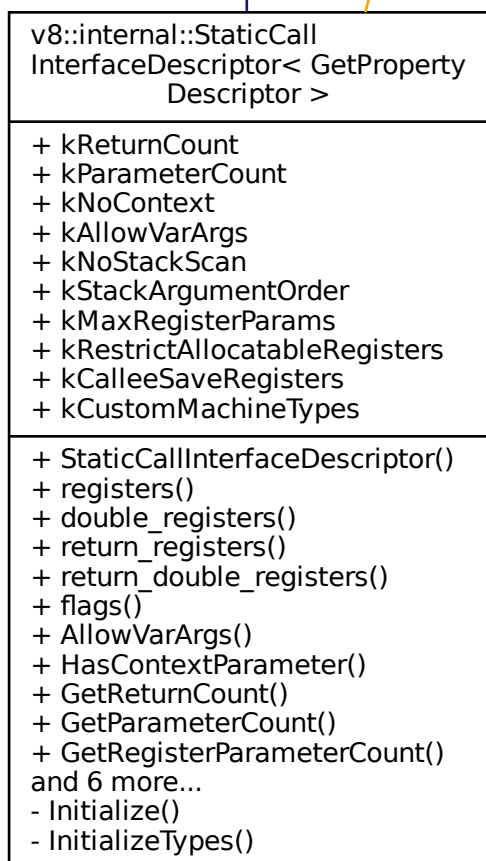 v8::internal::StaticCall
InterfaceDescriptor< GetProperty
Descriptor >
+ kReturnCount
+ kParameterCount
+ kNoContext
+ kAllowVarArgs
+ kNoStackScan
+ kStackArgumentOrder
+ kMaxRegisterParams
+ kRestrictAllocatableRegisters
+ kCalleeSaveRegisters
+ kCustomMachineTypes
+ StaticCallInterfaceDescriptor()
+ registers()
+ double_registers()
+ return_registers()
+ return_double_registers()
+ flags()
+ AllowVarArgs()
+ HasContextParameter()
+ GetReturnCount()
+ GetParameterCount()
+ GetRegisterParameterCount()
and 6 more...
- Initialize()
- InitializeTypes()